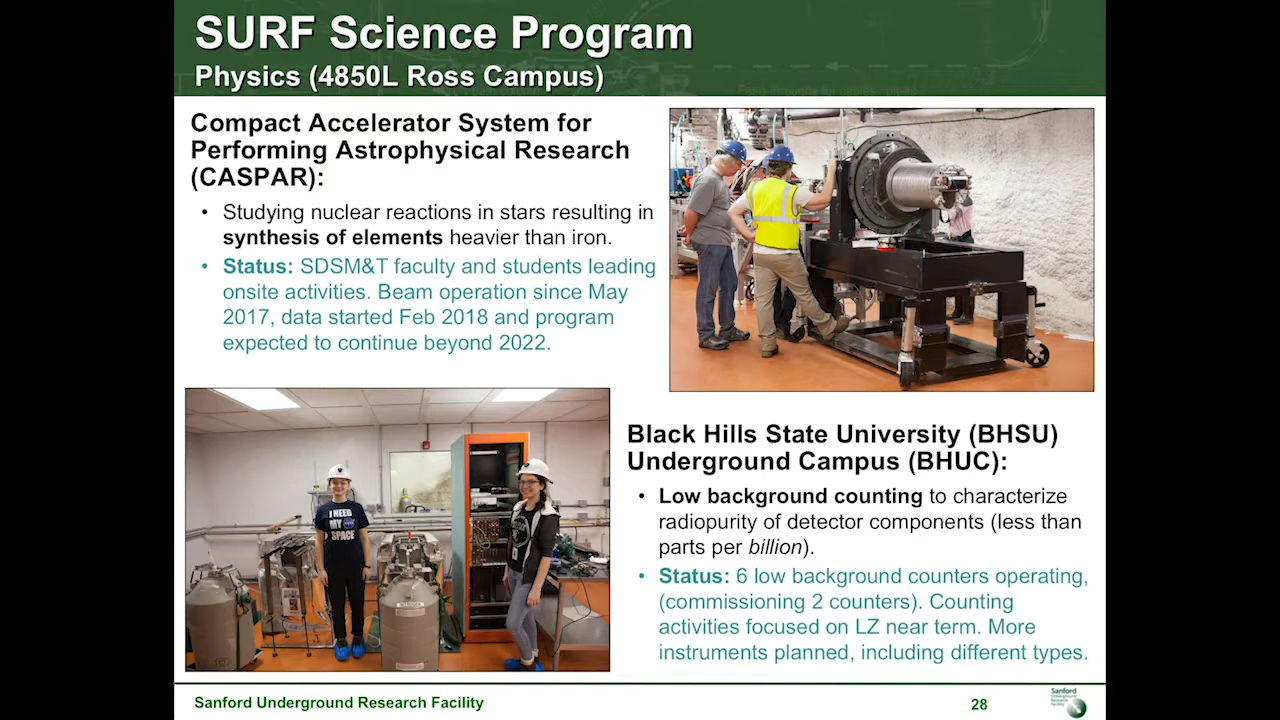 SURF Science Program
Physics (4850L Ross Campus)
Compact Accelerator System for
Performing Astrophysical Research
(CASPAR):
• Studying nuclear reactions in stars resulting in
synthesis of elements heavier than iron.
• Status: SDSM&T faculty and students leading
onsite activities. Beam operation since May
2017, data started Feb 2018 and program
expected to continue beyond 2022.
I NEED
MY
SPACE
NITROGEN
Black Hills State University (BHSU)
Underground Campus (BHUC):
• Low background counting to characterize
radiopurity of detector components (less than
parts per billion).
• Status: 6 low background counters operating,
(commissioning 2 counters). Counting
activities focused on LZ near term. More
instruments planned, including different types.
Sanford Underground Research Facility
28
Sanford
Underground
Research
Facility